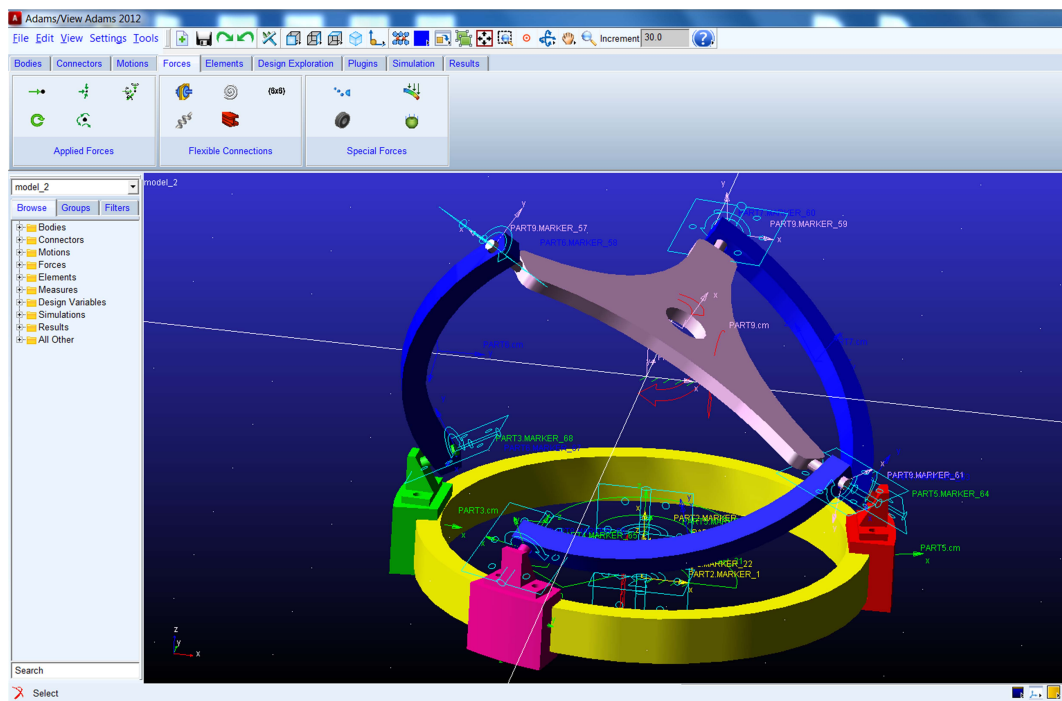 Adams/View Adams 2012
File Edit View Settings Tools Increment 30.0
Bodies Connectors Motions Forces Elements Design Exploration Plugins Simulation Results
{6x6}
Applied Forces Flexible Connections Special Forces
model_2
model_2
Browse Groups Filters
Bodies
Connectors
Motions
Forces
Elements
Measures
Design Variables
Simulations
Results
All Other
PART9.MARKER_57
PART9.MARKER_59
PART9.cm
PART3.MARKER_68
PART9.MARKER_61
PART5.MARKER_64
PART3.cm
PART5.cm
PART2.MARKER_1
z
y
x
Search
Select